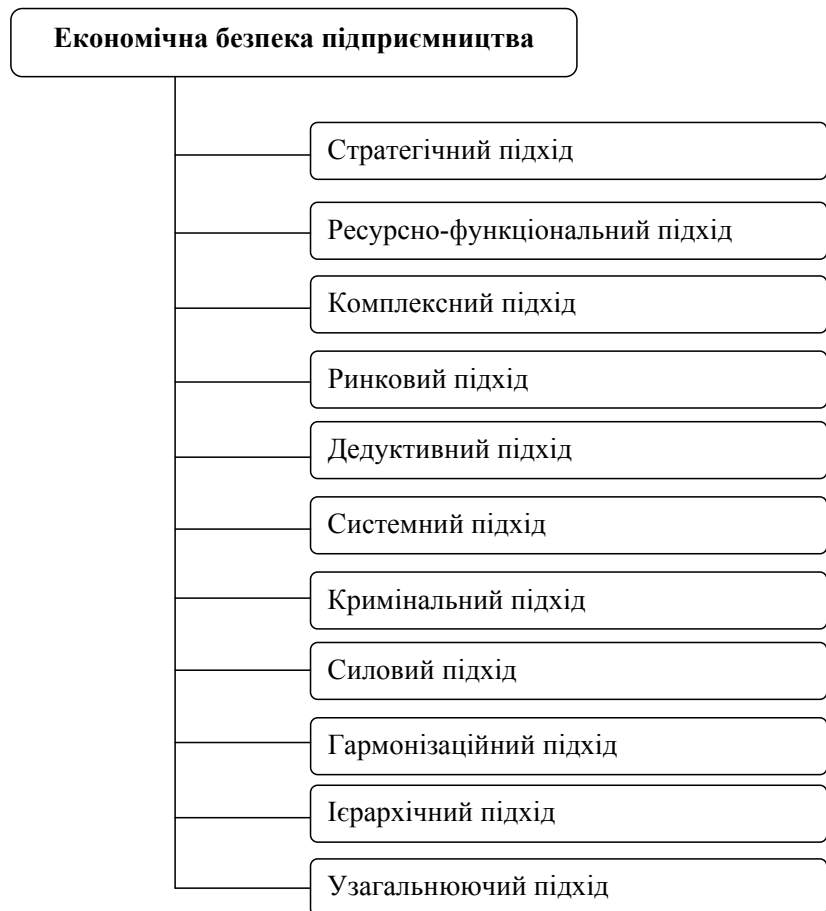 Економічна безпека підприємництва
Стратегічний підхід
Ресурсно-функціональний підхід
Комплексний підхід
Ринковий підхід
Дедуктивний підхід
Системний підхід
Кримінальний підхід
Силовий підхід
Гармонізаційний підхід
Ієрархічний підхід
Узагальнюючий підхід